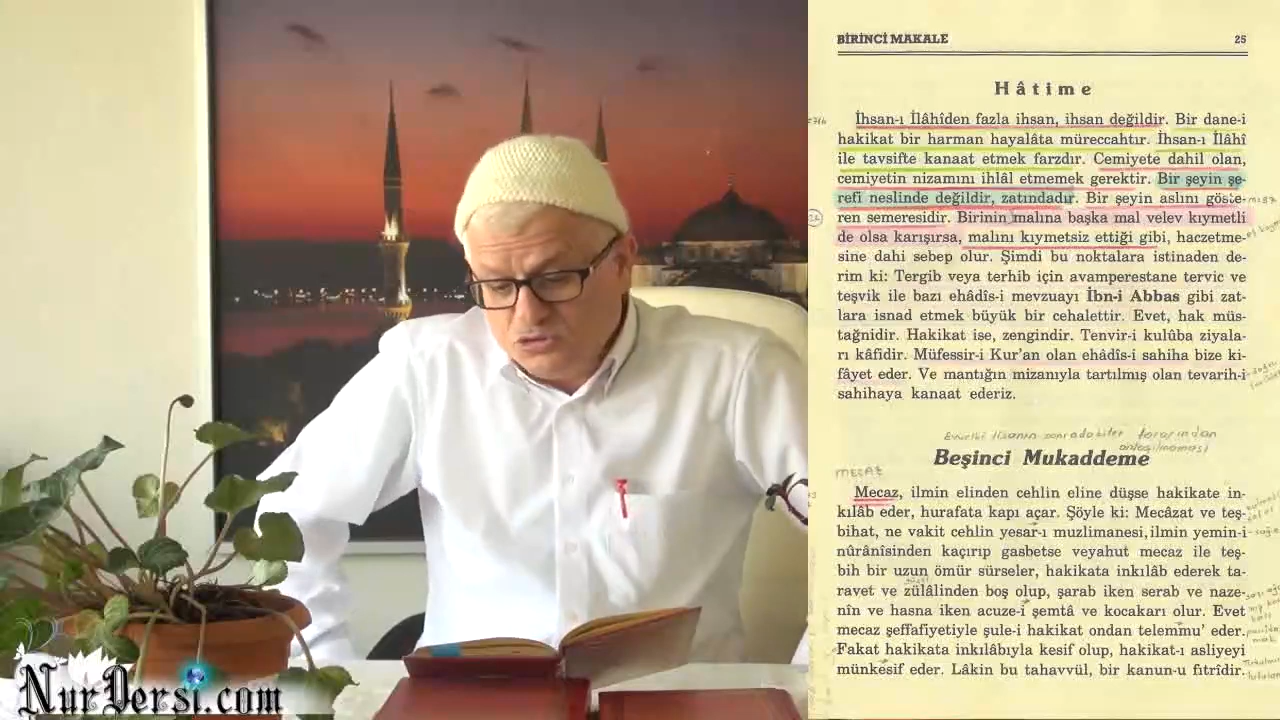 BİRİNCİ MAKALE 25
Hâtime
İhsan-ı İlâhîden fazla ihsan, ihsan değildir. Bir dane-i
hakikat bir harman hayalâta müreccahtır. İhsan-ı İlâhî
ile tavsifte kanaat etmek farzdır. Cemiyete dahil olan,
cemiyetin nizamını ihlâl etmemek gerektir. Bir şeyin şe-
refi neslinde değildir, zatındadır. Bir şeyin aslını göste-
ren semeresidir. Birinin malına başka mal velev kıymetli
de olsa karışırsa, malını kıymetsiz ettiği gibi, haczetme-
sine dahi sebep olur. Şimdi bu noktalara istinaden de-
rim ki: Tergib veya terhib için avamperestane tervic ve
teşvik ile bazı ehâdîs-i mevzuayı İbn-i Abbas gibi zat-
lara isnad etmek büyük bir cehalettir. Evet, hak müs-
tağnidir. Hakikat ise, zengindir. Tenvir-i kulûba ziyala-
rı kâfidir. Müfessir-i Kur'an olan ehâdîs-i sahiha bize ki-
fâyet eder. Ve mantığın mizanıyla tartılmış olan tevarih-i
sahihaya kanaat ederiz.
Evvelki lisanın sonradakiler tarafından
anlaşılmaması
Beşinci Mukaddeme
MECAZ
Mecaz, ilmin elinden cehlin eline düşse hakikate in-
kılâb eder, hurafata kapı açar. Şöyle ki: Mecâzat ve teş-
bihat, ne vakit cehlin yesar-ı muzlimanesi, ilmin yemin-i
nûrânîsinden kaçırıp gasbetse veyahut mecaz ile teş-
bih bir uzun ömür sürseler, hakikata inkılâb ederek ta-
ravet ve zülâlinden boş olup, şarab iken serab ve naze-
nîn ve hasna iken acuze-i şemtâ ve kocakarı olur. Evet
mecaz şeffafiyetiyle şule-i hakikat ondan telemmu' eder.
Fakat hakikata inkılâbıyla kesif olup, hakikat-ı asliyeyi
münkesif eder. Lâkin bu tahavvül, bir kanun-u fıtrîdir.
NurDersi.com